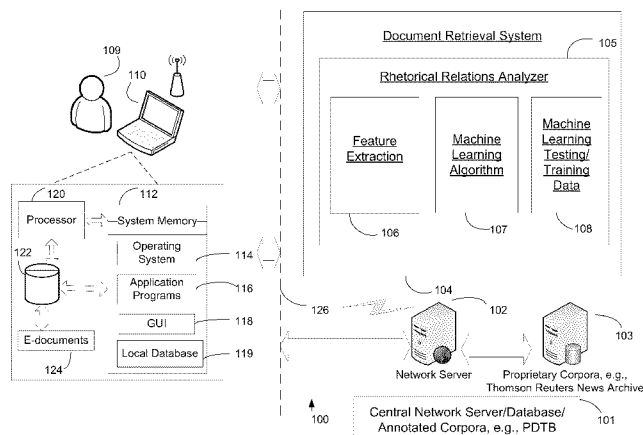 109
110
Document Retrieval System
105
Rhetorical Relations Analyzer
Feature
Extraction
Machine
Learning
Algorithm
Machine
Learning
Testing/
Training
Data
106
107
108
104
120
112
Processor
System Memory
Operating
System
114
122
Application
Programs
116
GUI
118
E-documents
124
Local Database
119
126
102
103
Network Server
Proprietary Corpora, e.g.,
Thomson Reuters News Archive
100
101
Central Network Server/Database/
Annotated Corpora, e.g., PDTB